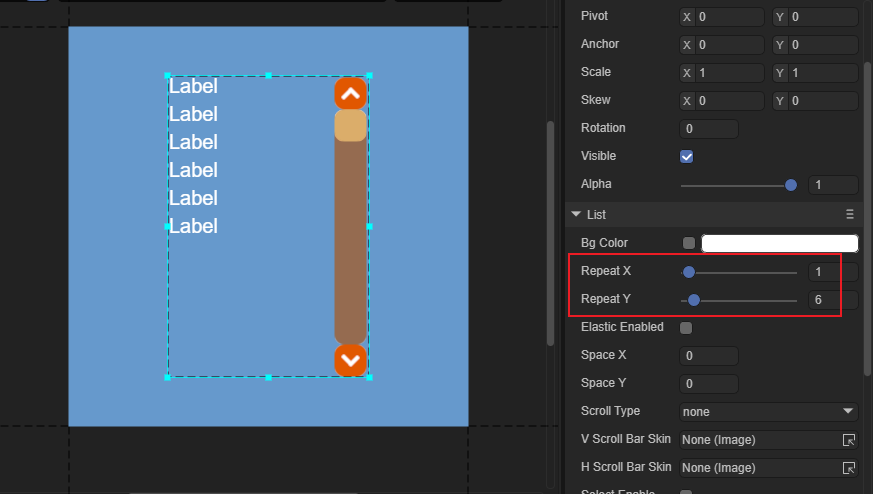 Label
Label
Label
Label
Label
Label
Pivot X 0 Y 0
Anchor X 0 Y 0
Scale X 1 Y 1
Skew X 0 Y 0
Rotation 0
Visible
Alpha 1
List
Bg Color
Repeat X 1
Repeat Y 6
Elastic Enabled
Space X 0
Space Y 0
Scroll Type none
V Scroll Bar Skin None (Image)
H Scroll Bar Skin None (Image)
Select Enable